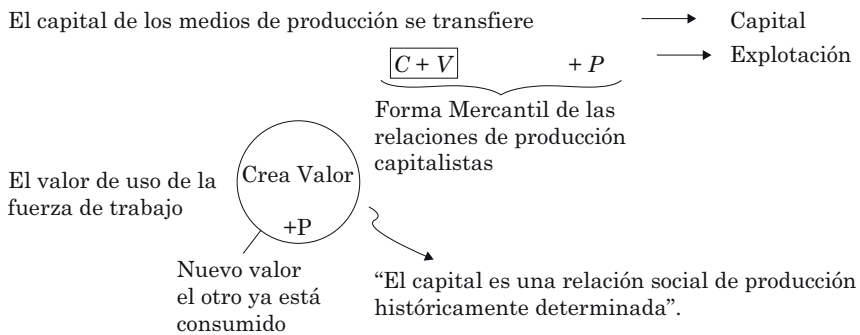 El capital de los medios de producción se transfiere Capital
C + V + P Explotación
Forma Mercantil de las
relaciones de producción
capitalistas
El valor de uso de la
fuerza de trabajo
Crea Valor
+P
Nuevo valor
el otro ya está
consumido
“El capital es una relación social de producción
históricamente determinada”.